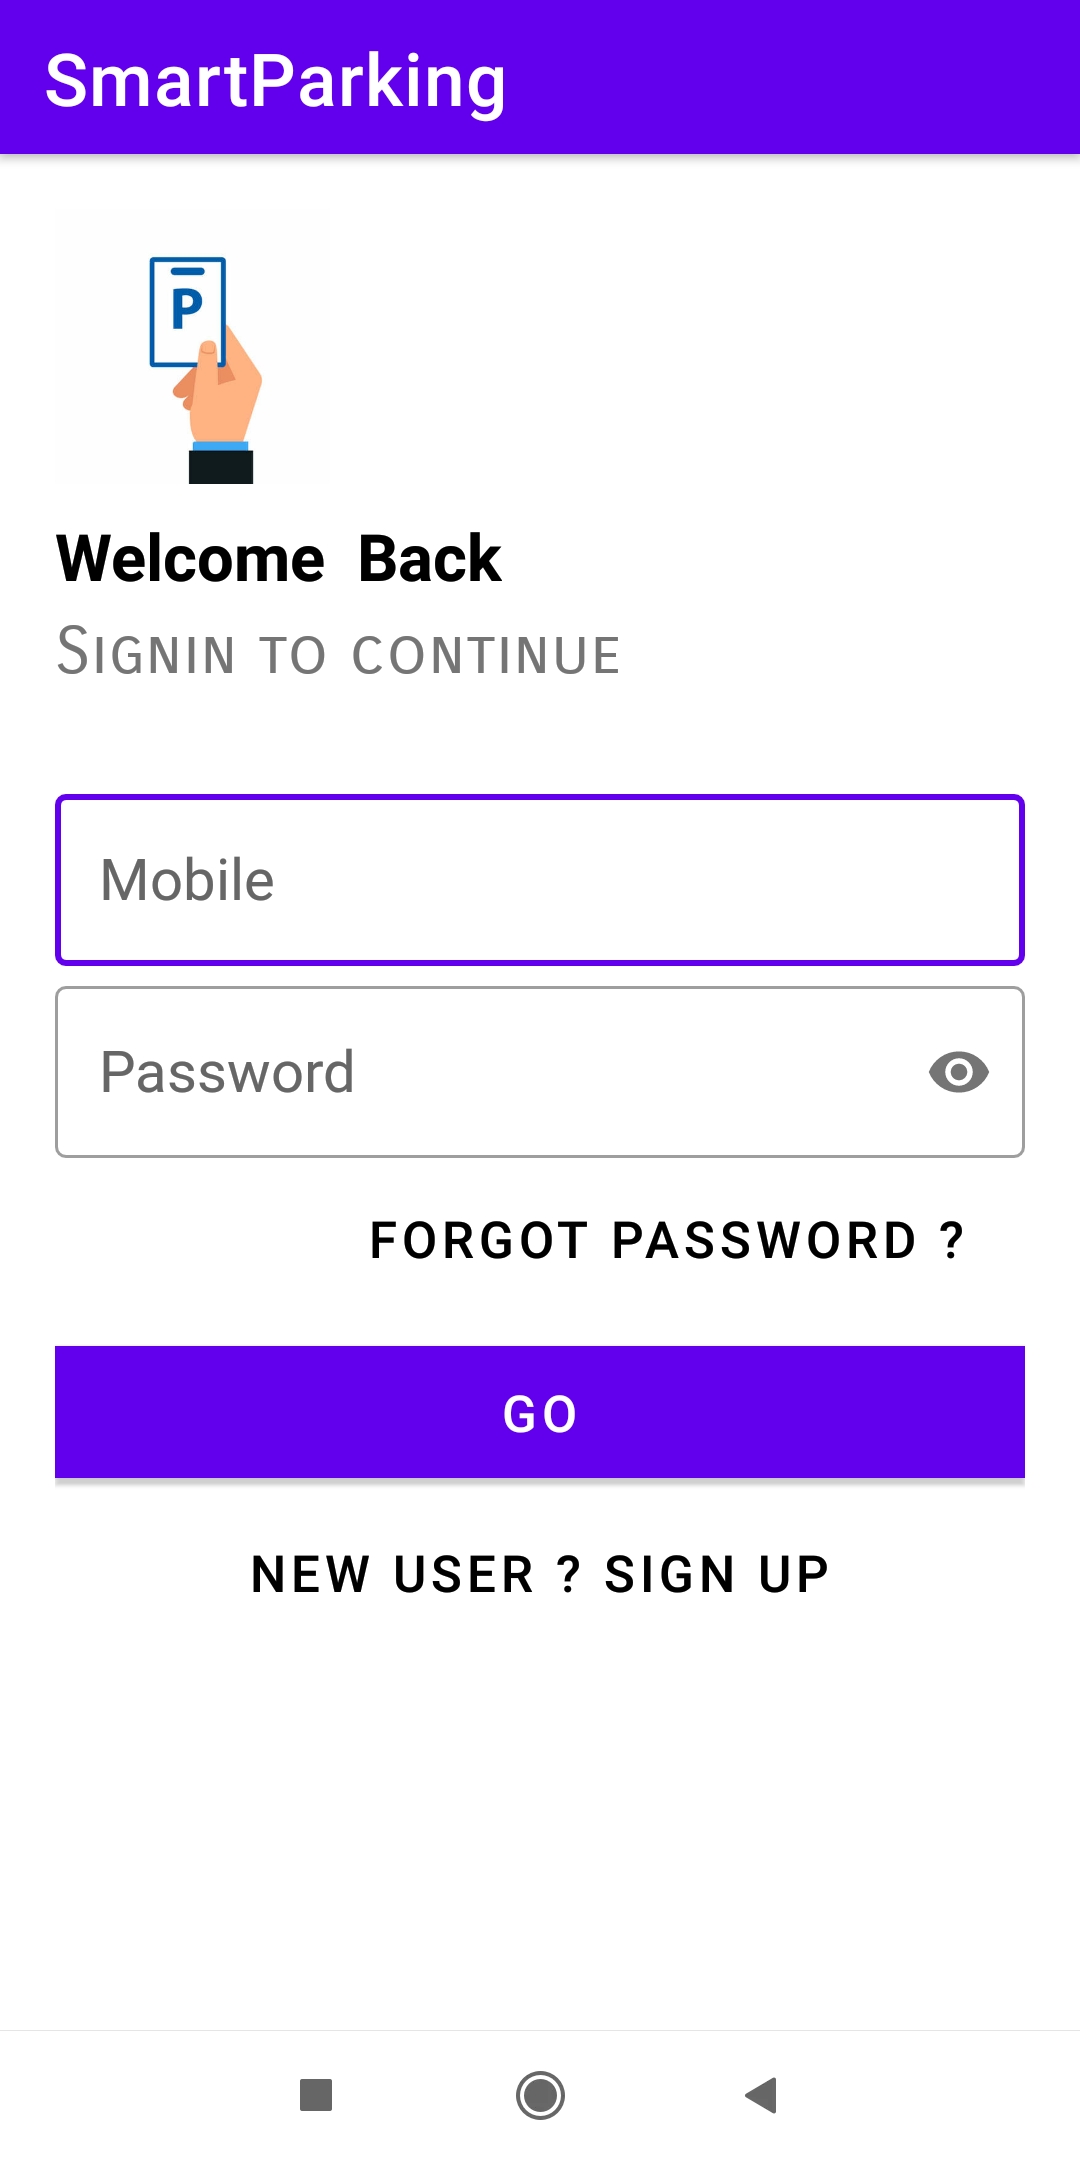 SmartParking
P
Welcome  Back
Signin to continue
Mobile
Password
FORGOT PASSWORD ?
GO
NEW USER ? SIGN UP